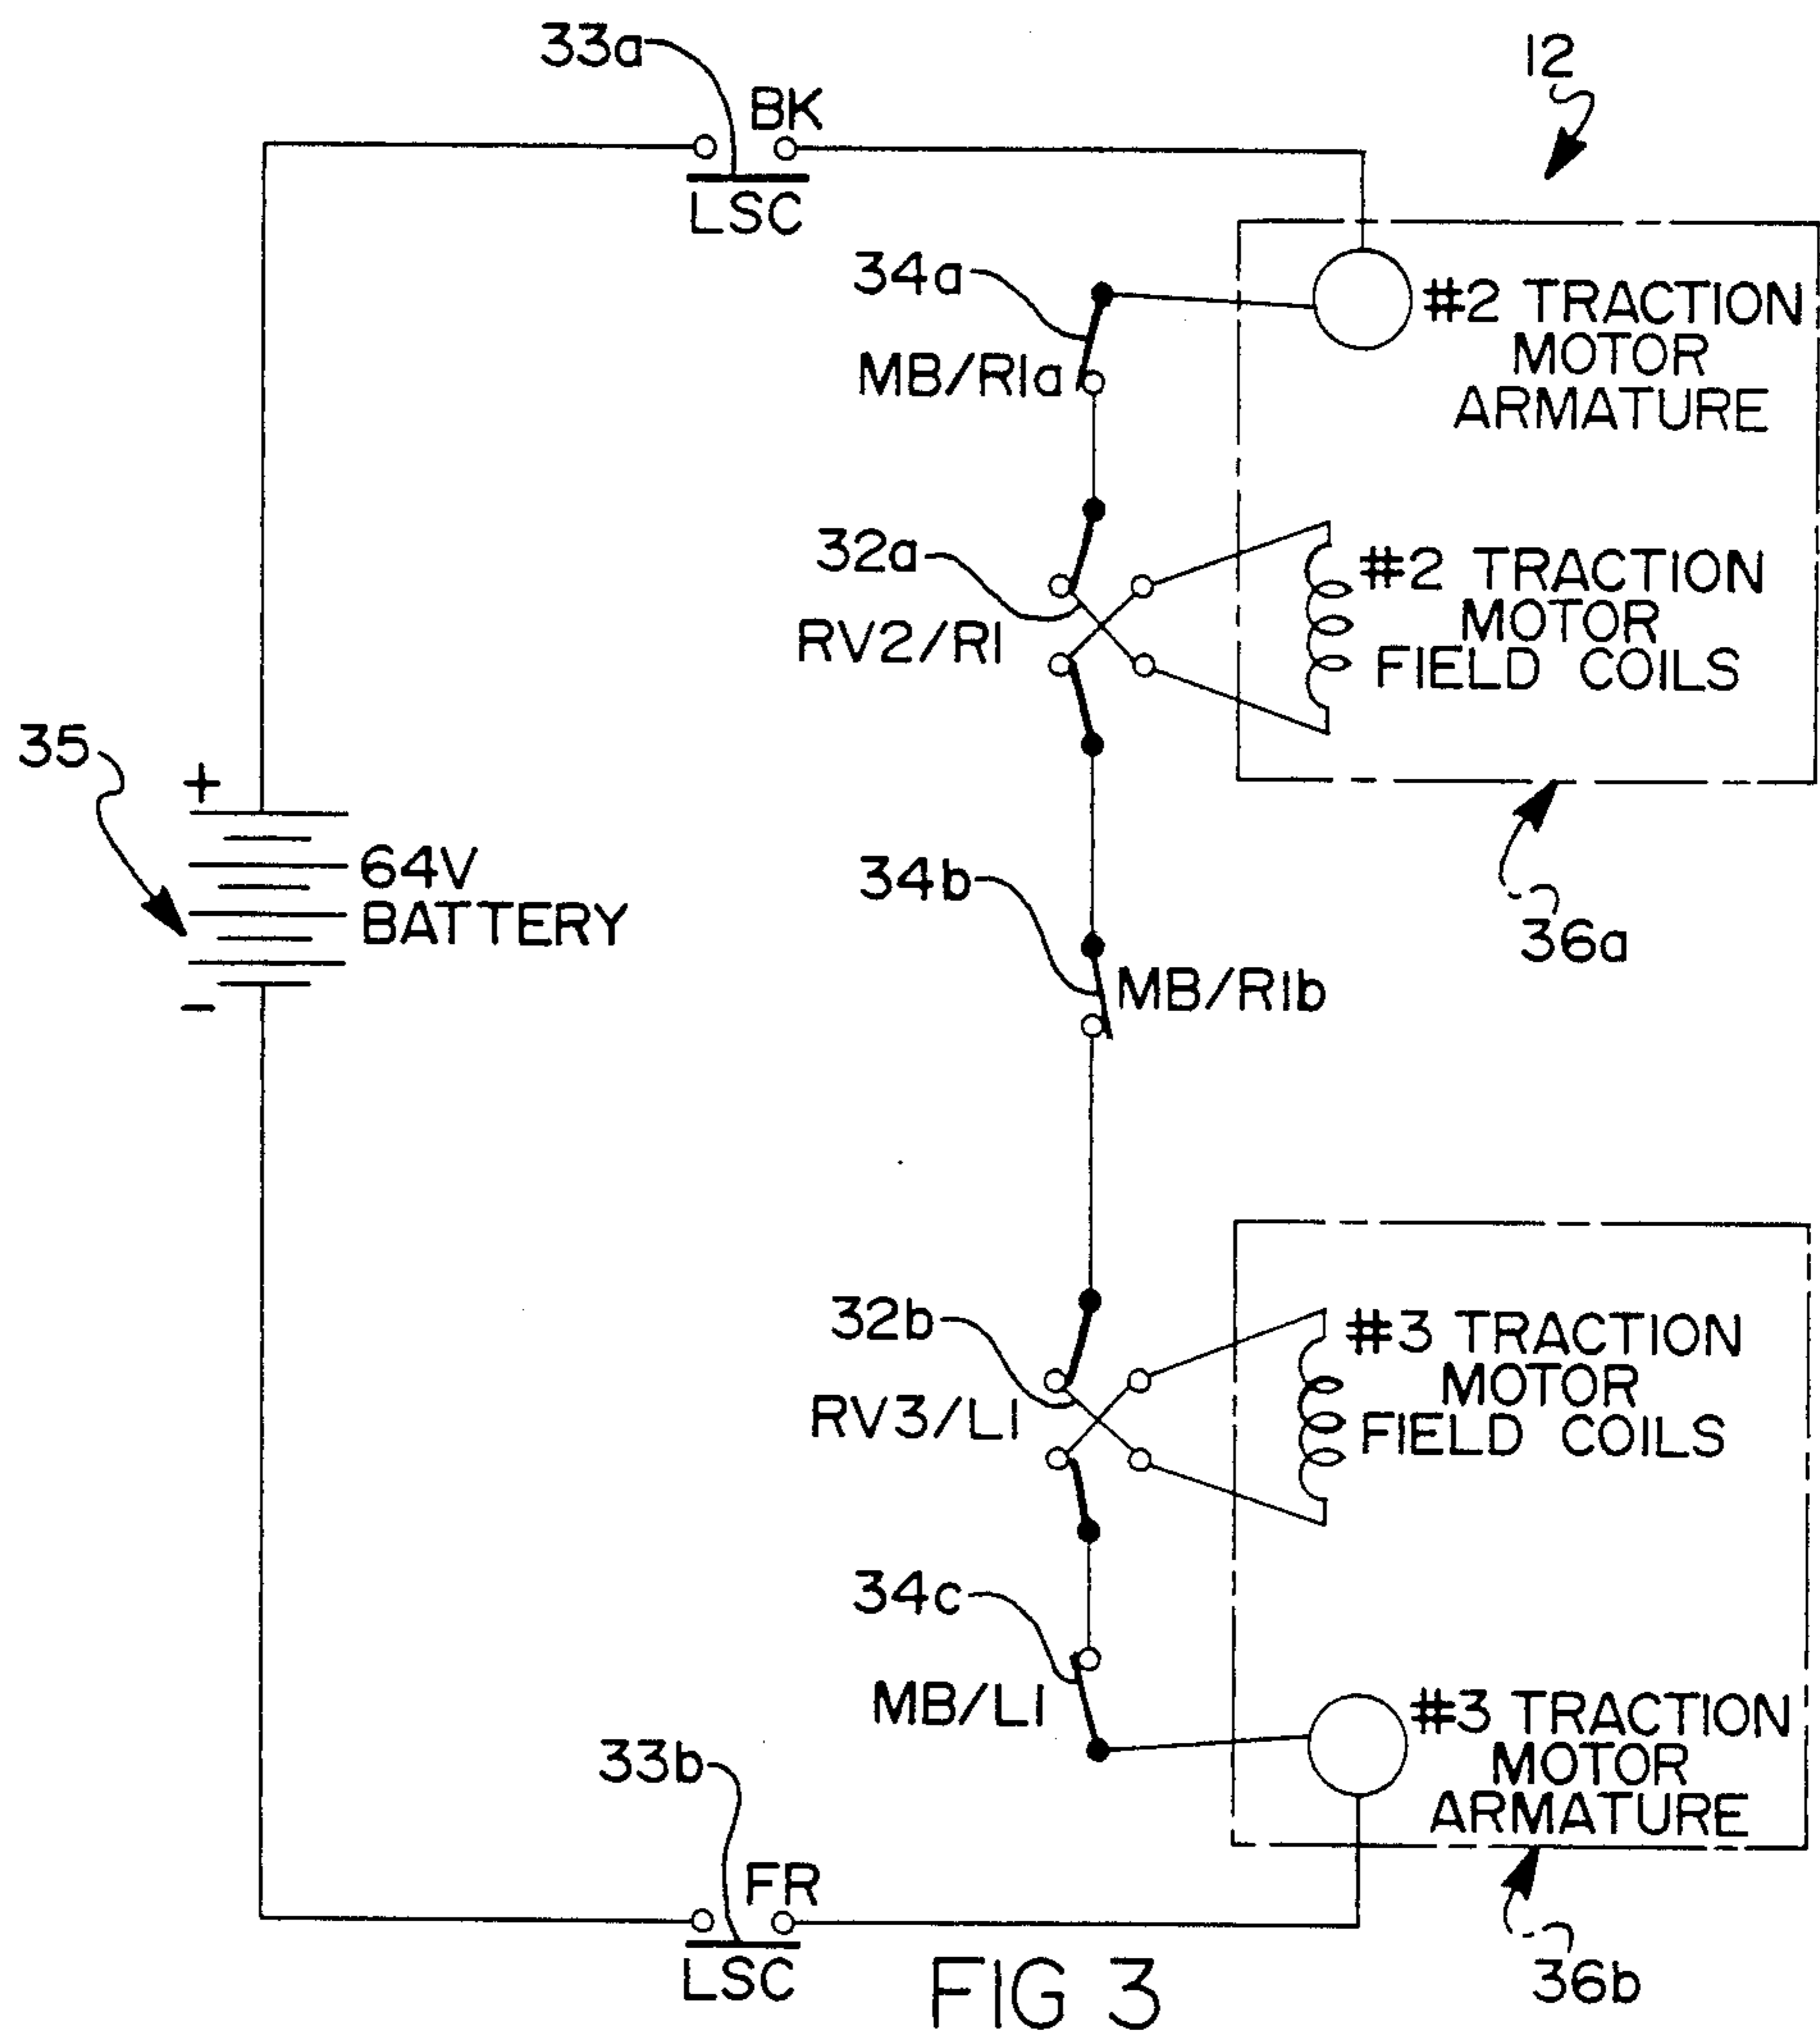 33a
BK
LSC
12
34a
MB/R1a
#2 TRACTION
MOTOR
ARMATURE
32a
RV2/R1
#2 TRACTION
MOTOR
FIELD COILS
35
+
64V
BATTERY
-
34b
MB/R1b
36a
32b
RV3/L1
#3 TRACTION
MOTOR
FIELD COILS
34c
MB/L1
#3 TRACTION
MOTOR
ARMATURE
33b
FR
LSC
36b
FIG 3